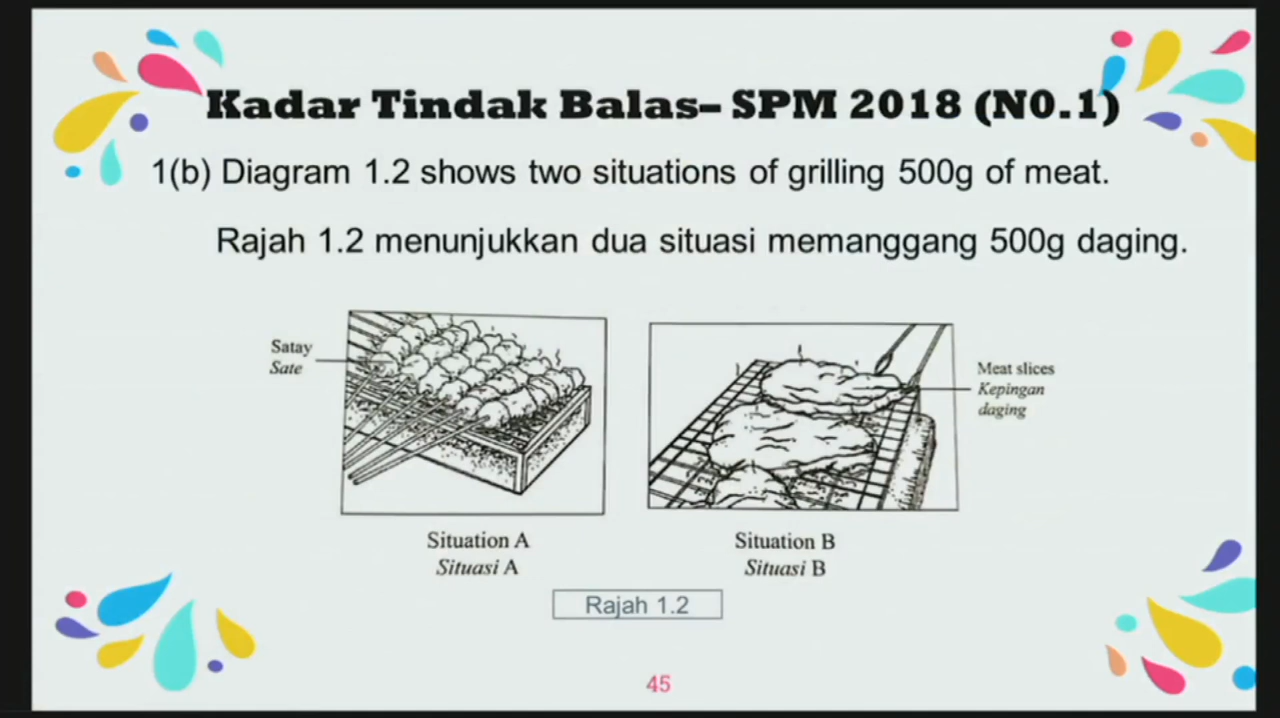 Kadar Tindak Balas– SPM 2018 (N0.1)
1(b) Diagram 1.2 shows two situations of grilling 500g of meat.
Rajah 1.2 menunjukkan dua situasi memanggang 500g daging.
Satay
Sate
Meat slices
Kepingan
daging
Situation A
Situasi A
Situation B
Situasi B
Rajah 1.2
45